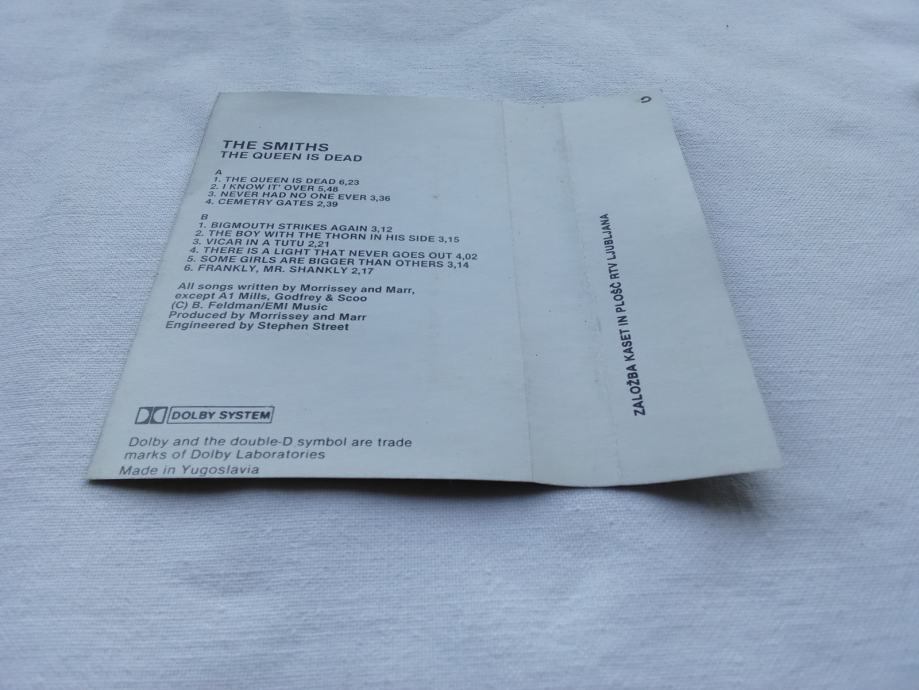 THE SMITHS
THE QUEEN IS DEAD
A
1. THE QUEEN IS DEAD 6,23
2. I KNOW IT' OVER 5,48
3. NEVER HAD NO ONE EVER 3,36
4. CEMETRY GATES 2,39
B
1. BIGMOUTH STRIKES AGAIN 3,12
2. THE BOY WITH THE THORN IN HIS SIDE 3,15
3. VICAR IN A TUTU 2,21
4. THERE IS A LIGHT THAT NEVER GOES OUT 4,02
5. SOME GIRLS ARE BIGGER THAN OTHERS 3,14
6. FRANKLY, MR. SHANKLY 2,17
All songs written by Morrissey and Marr,
except A1 Mills, Godfrey & Scoo
(C) B. Feldman/EMI Music
Produced by Morrissey and Marr
Engineered by Stephen Street
DOLBY SYSTEM
Dolby and the double-D symbol are trade
marks of Dolby Laboratories
Made in Yugoslavia
ZALOŽBA KASET IN PLOŠČ RTV LJUBLJANA